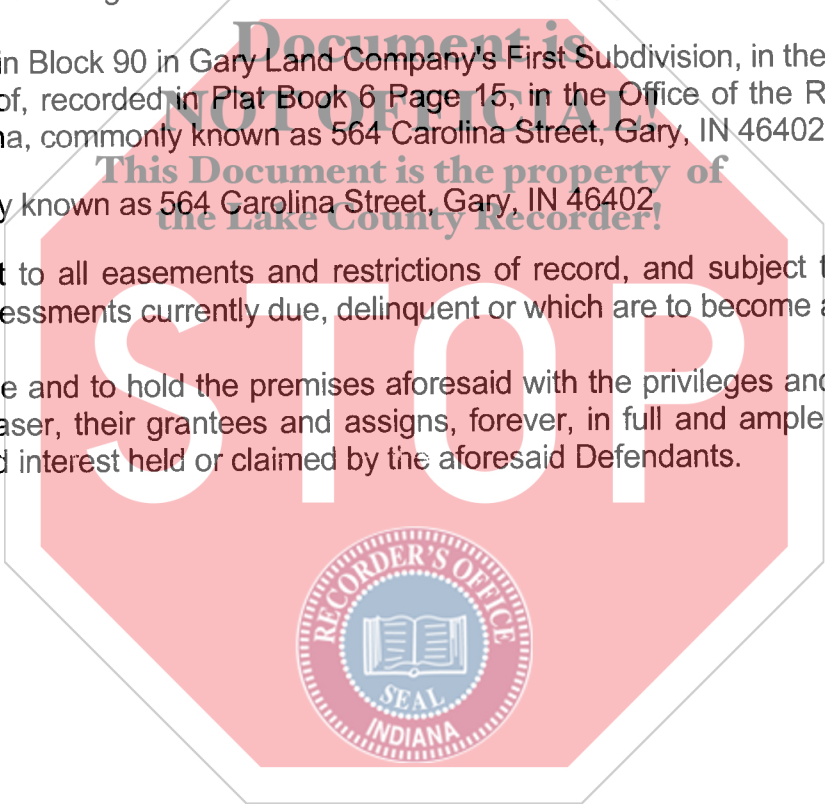 Document is
in Block 90 in Gary Land Company's First Subdivision, in the
NOT OFFICIAL!
of, recorded in Plat Book 6 Page 15, in the Office of the R
na, commonly known as 564 Carolina Street, Gary, IN 46402
This Document is the property of
y known as 564 Carolina Street, Gary, IN 46402
the Lake County Recorder!
t to all easements and restrictions of record, and subject t
essments currently due, delinquent or which are to become a
STOP
e and to hold the premises aforesaid with the privileges and
aser, their grantees and assigns, forever, in full and ample
d interest held or claimed by the aforesaid Defendants.
RECORDER'S OFFICE
SEAL
INDIANA